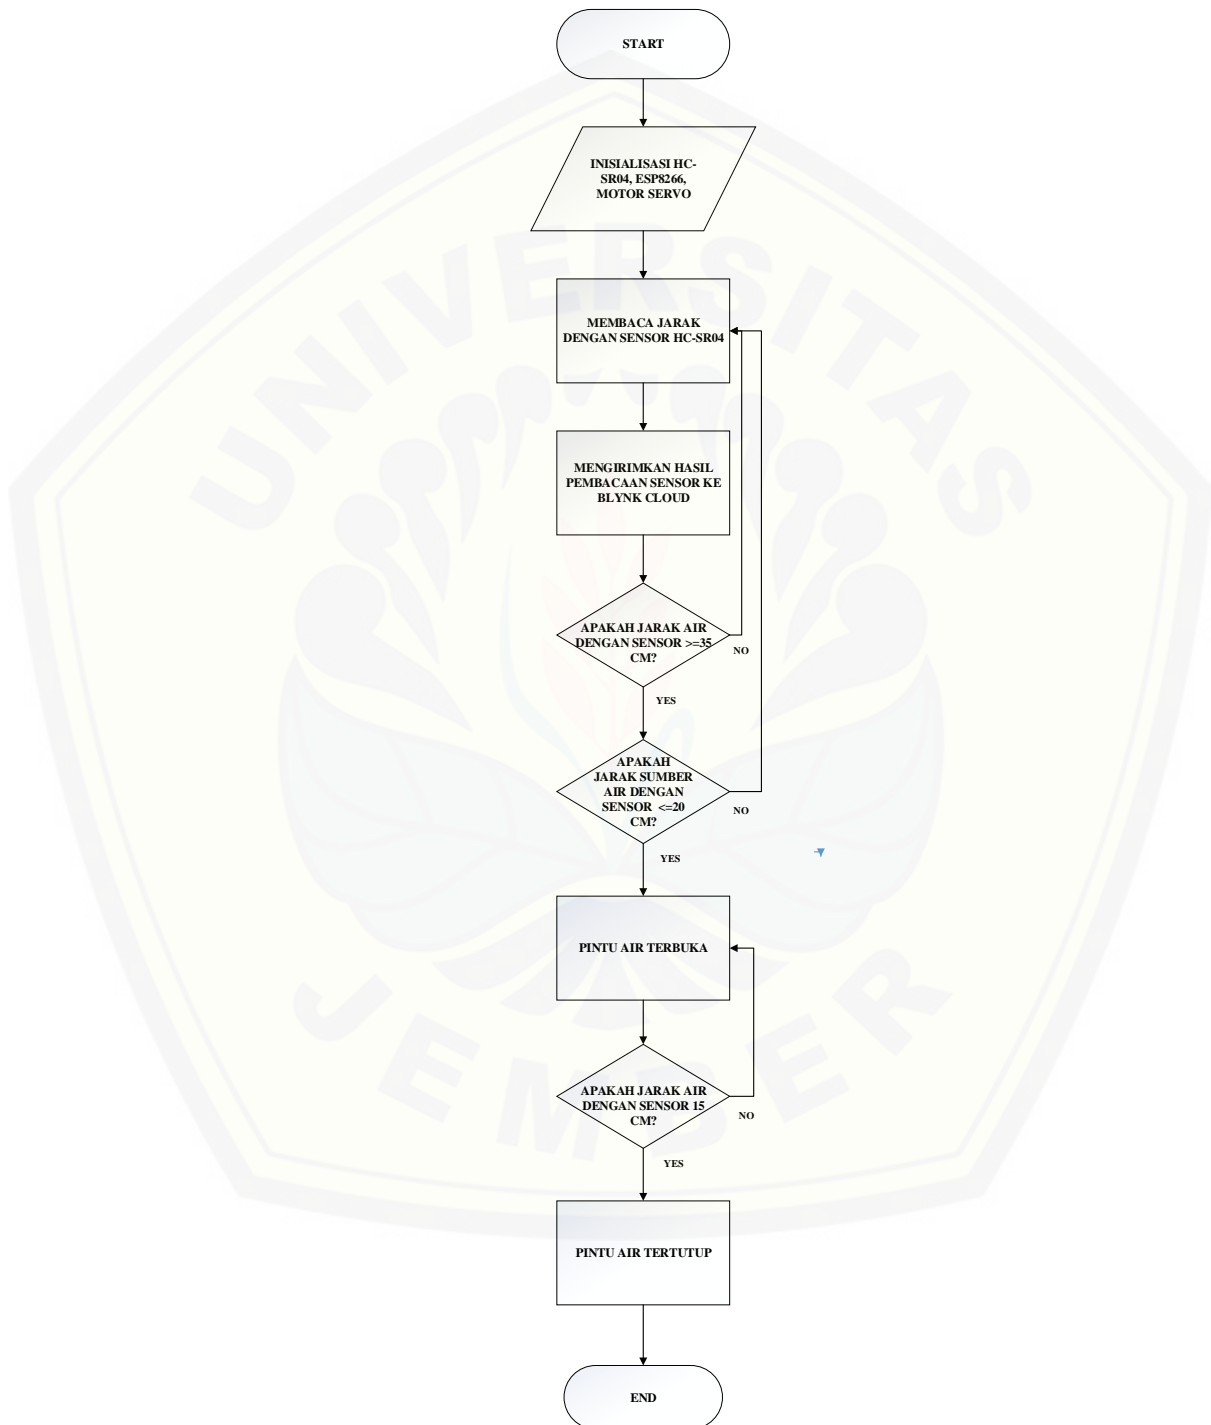 START
INISIALISASI HC-
SR04, ESP8266,
MOTOR SERVO
MEMBACA JARAK
DENGAN SENSOR HC-SR04
MENGIRIMKAN HASIL
PEMBACAAN SENSOR KE
BLYNK CLOUD
APAKAH JARAK AIR
DENGAN SENSOR >=35
CM?
NO
YES
APAKAH
JARAK SUMBER
AIR DENGAN
SENSOR <=20
CM?
NO
YES
PINTU AIR TERBUKA
APAKAH JARAK AIR
DENGAN SENSOR 15
CM?
NO
YES
PINTU AIR TERTUTUP
END
UNIVERSITAS
JEMBER